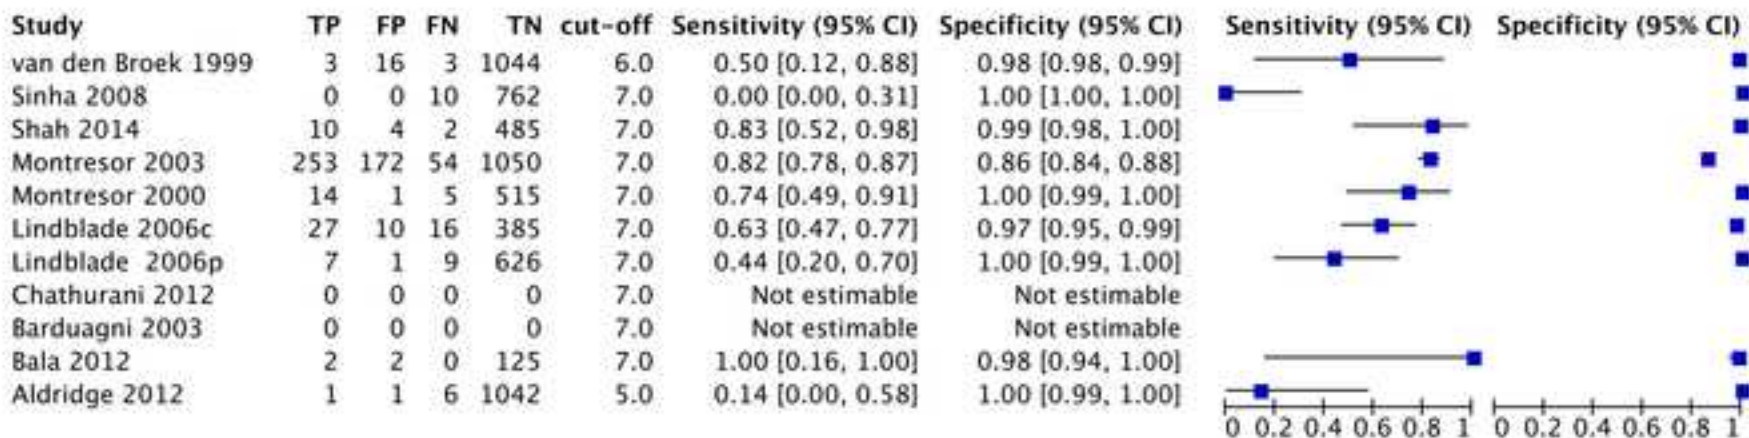 Study TP FP FN TN cut-off Sensitivity (95% CI) Specificity (95% CI) Sensitivity (95% CI) Specificity (95% CI)
van den Broek 1999 3 16 3 1044 6.0 0.50 [0.12, 0.88] 0.98 [0.98, 0.99]
Sinha 2008 0 0 10 762 7.0 0.00 [0.00, 0.31] 1.00 [1.00, 1.00]
Shah 2014 10 4 2 485 7.0 0.83 [0.52, 0.98] 0.99 [0.98, 1.00]
Montresor 2003 253 172 54 1050 7.0 0.82 [0.78, 0.87] 0.86 [0.84, 0.88]
Montresor 2000 14 1 5 515 7.0 0.74 [0.49, 0.91] 1.00 [0.99, 1.00]
Lindblade 2006c 27 10 16 385 7.0 0.63 [0.47, 0.77] 0.97 [0.95, 0.99]
Lindblade 2006p 7 1 9 626 7.0 0.44 [0.20, 0.70] 1.00 [0.99, 1.00]
Chathurani 2012 0 0 0 0 7.0 Not estimable Not estimable
Barduagni 2003 0 0 0 0 7.0 Not estimable Not estimable
Bala 2012 2 2 0 125 7.0 1.00 [0.16, 1.00] 0.98 [0.94, 1.00]
Aldridge 2012 1 1 6 1042 5.0 0.14 [0.00, 0.58] 1.00 [0.99, 1.00]
0 0.2 0.4 0.6 0.8 1 0 0.2 0.4 0.6 0.8 1